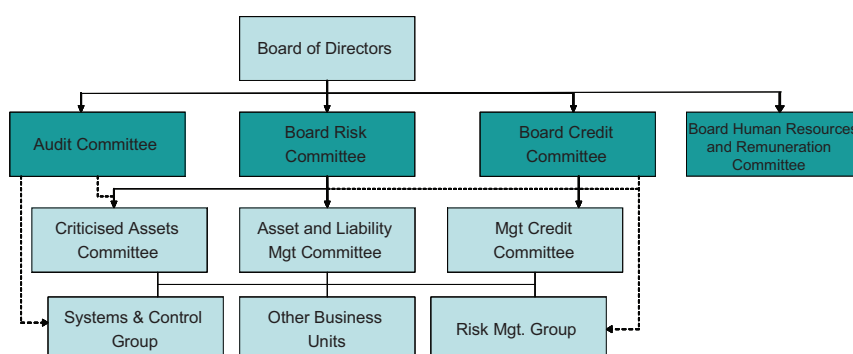 Board of Directors
Audit Committee
Board Risk
Committee
Board Credit
Committee
Board Human Resources
and Remuneration
Committee
Criticised Assets
Committee
Asset and Liability
Mgt Committee
Mgt Credit
Committee
Systems & Control
Group
Other Business
Units
Risk Mgt. Group